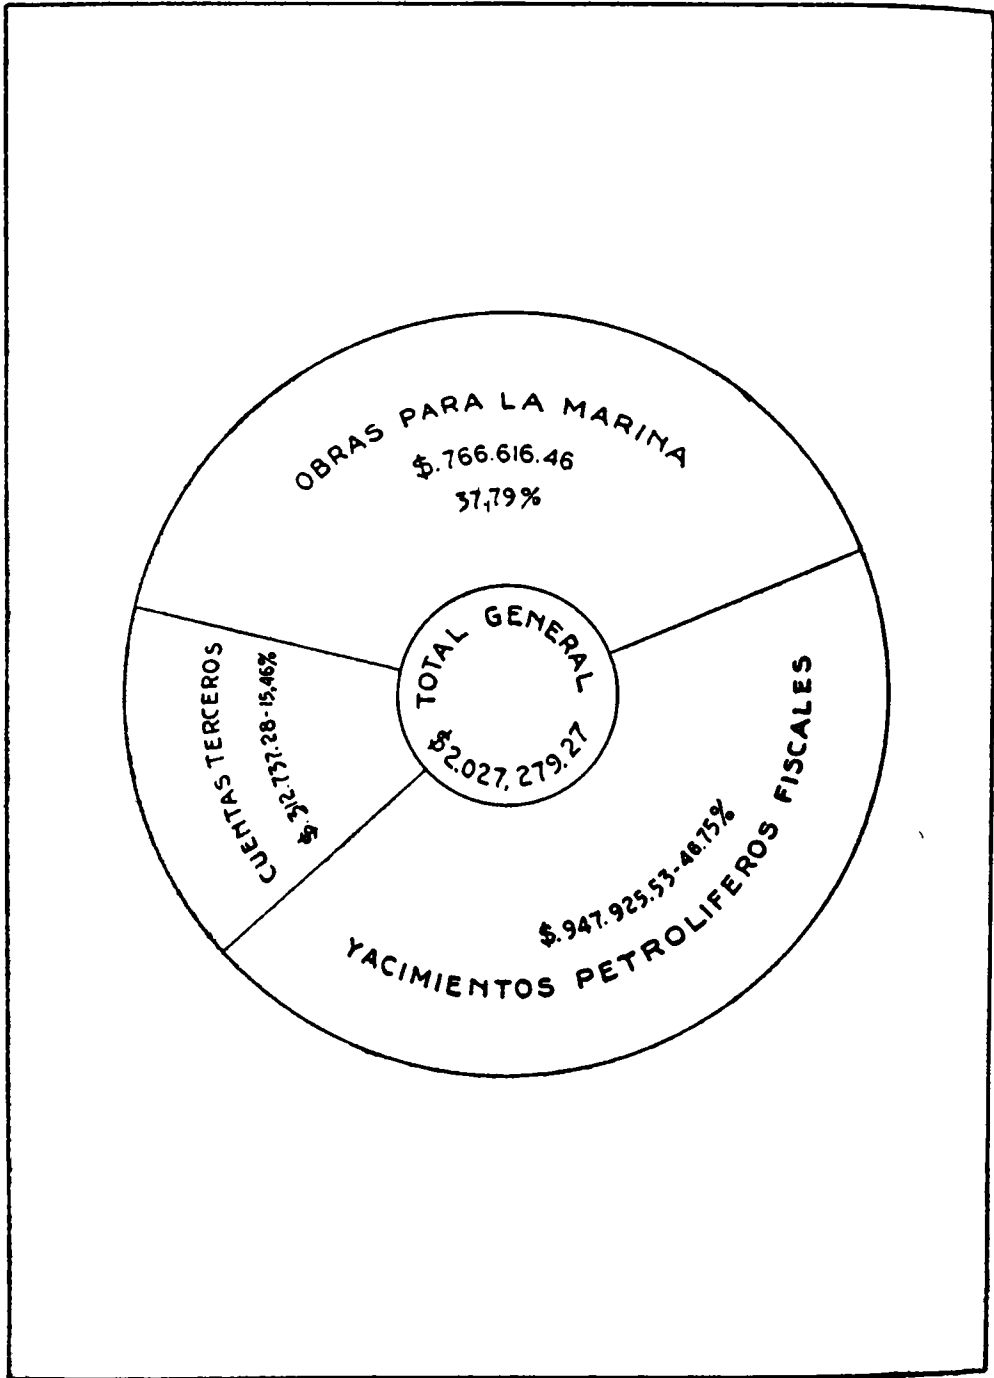 OBRAS PARA LA MARINA
$.766.616.46
37,79%
TOTAL GENERAL
$2.027,279.27
CUENTAS TERCEROS
$.312.737.28-15,46%
$.947.925.53-46.75%
YACIMIENTOS PETROLIFEROS FISCALES